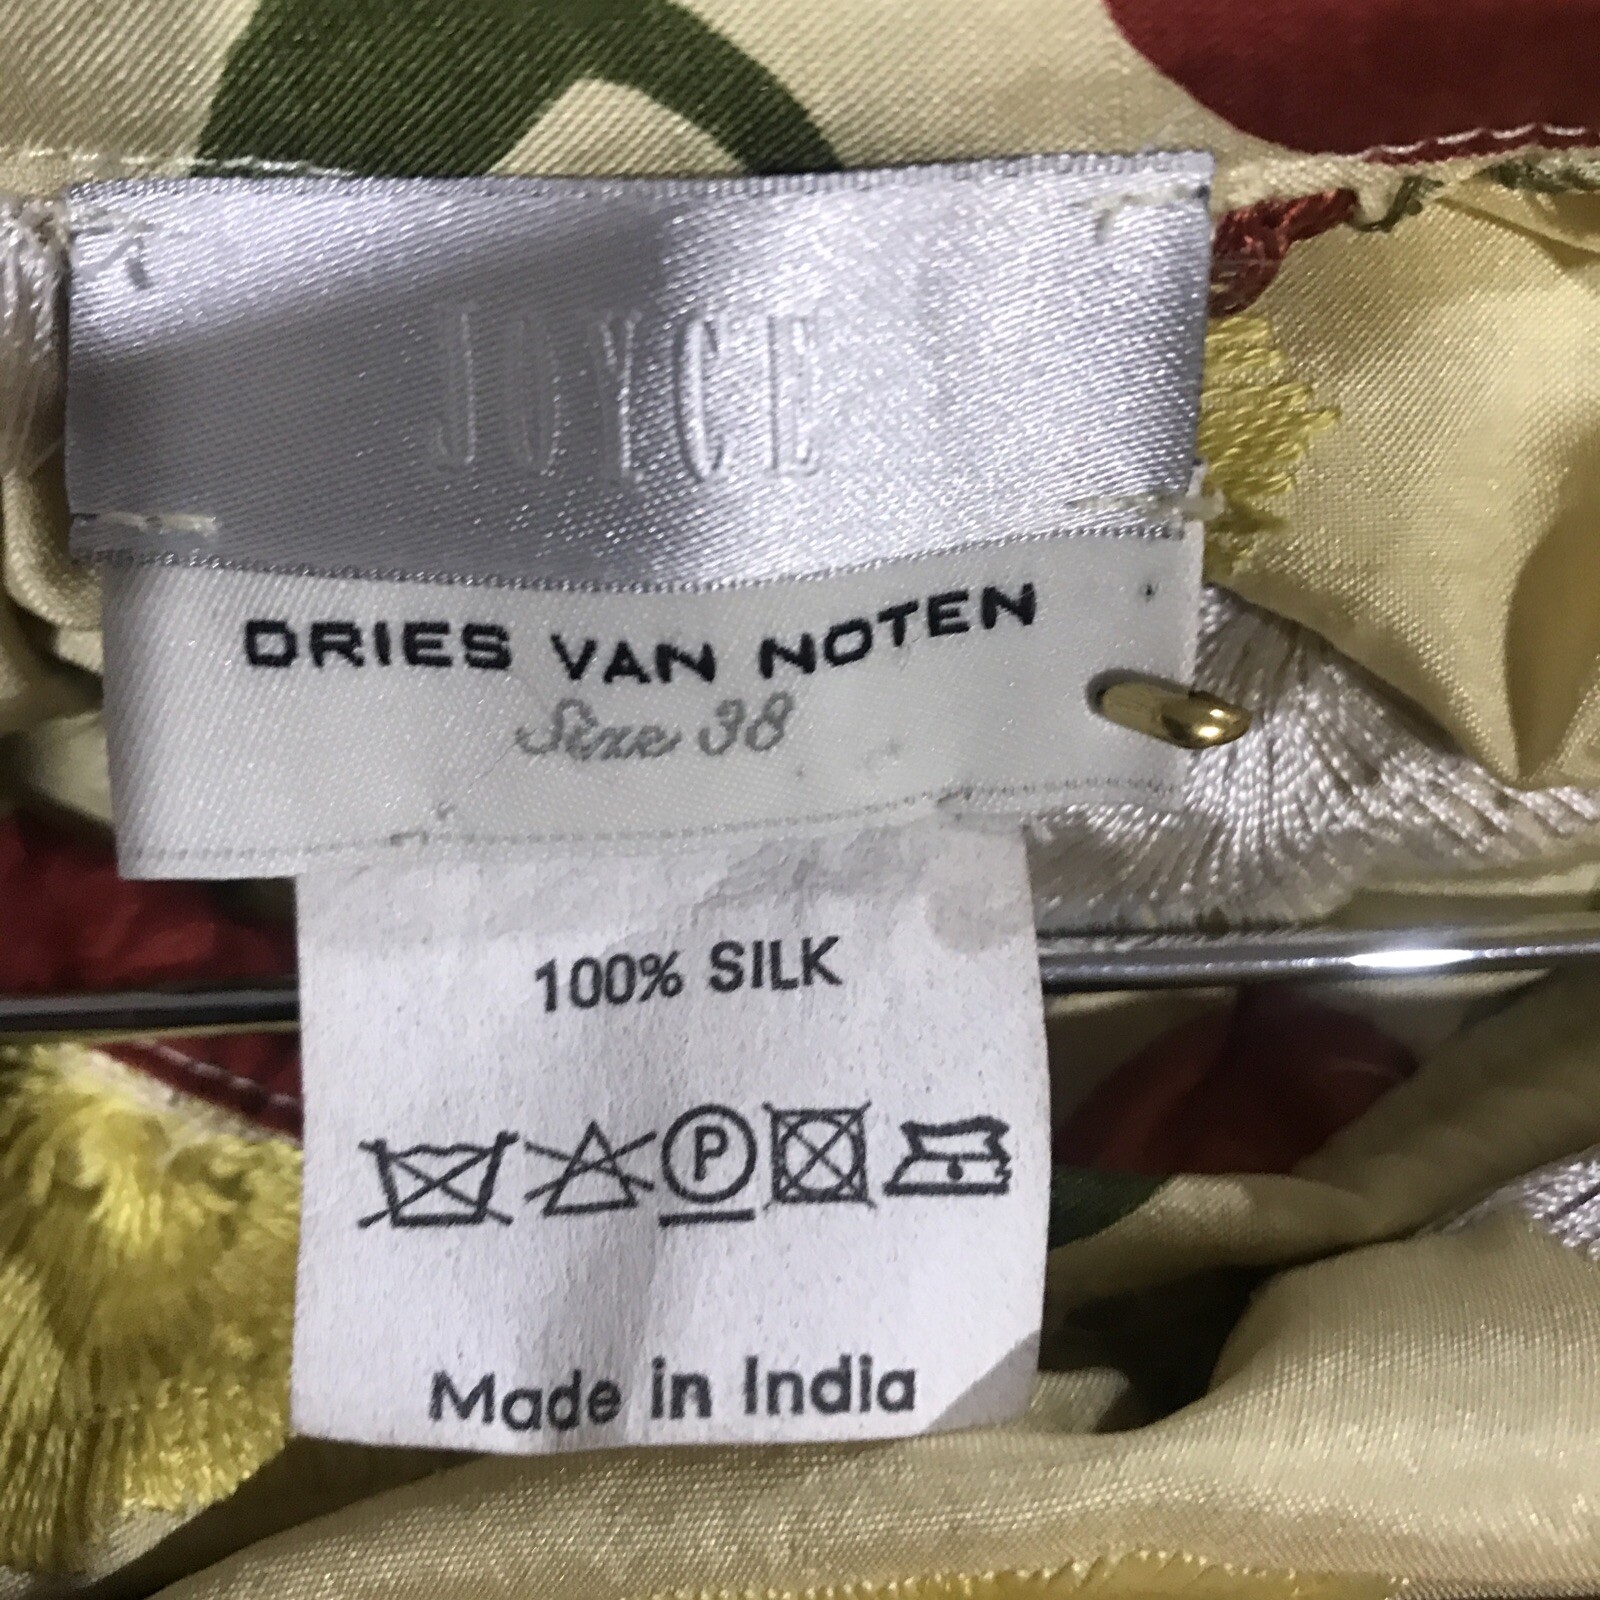 JOYCE
DRIES VAN NOTEN
Size 38
100% SILK
P
Made in India